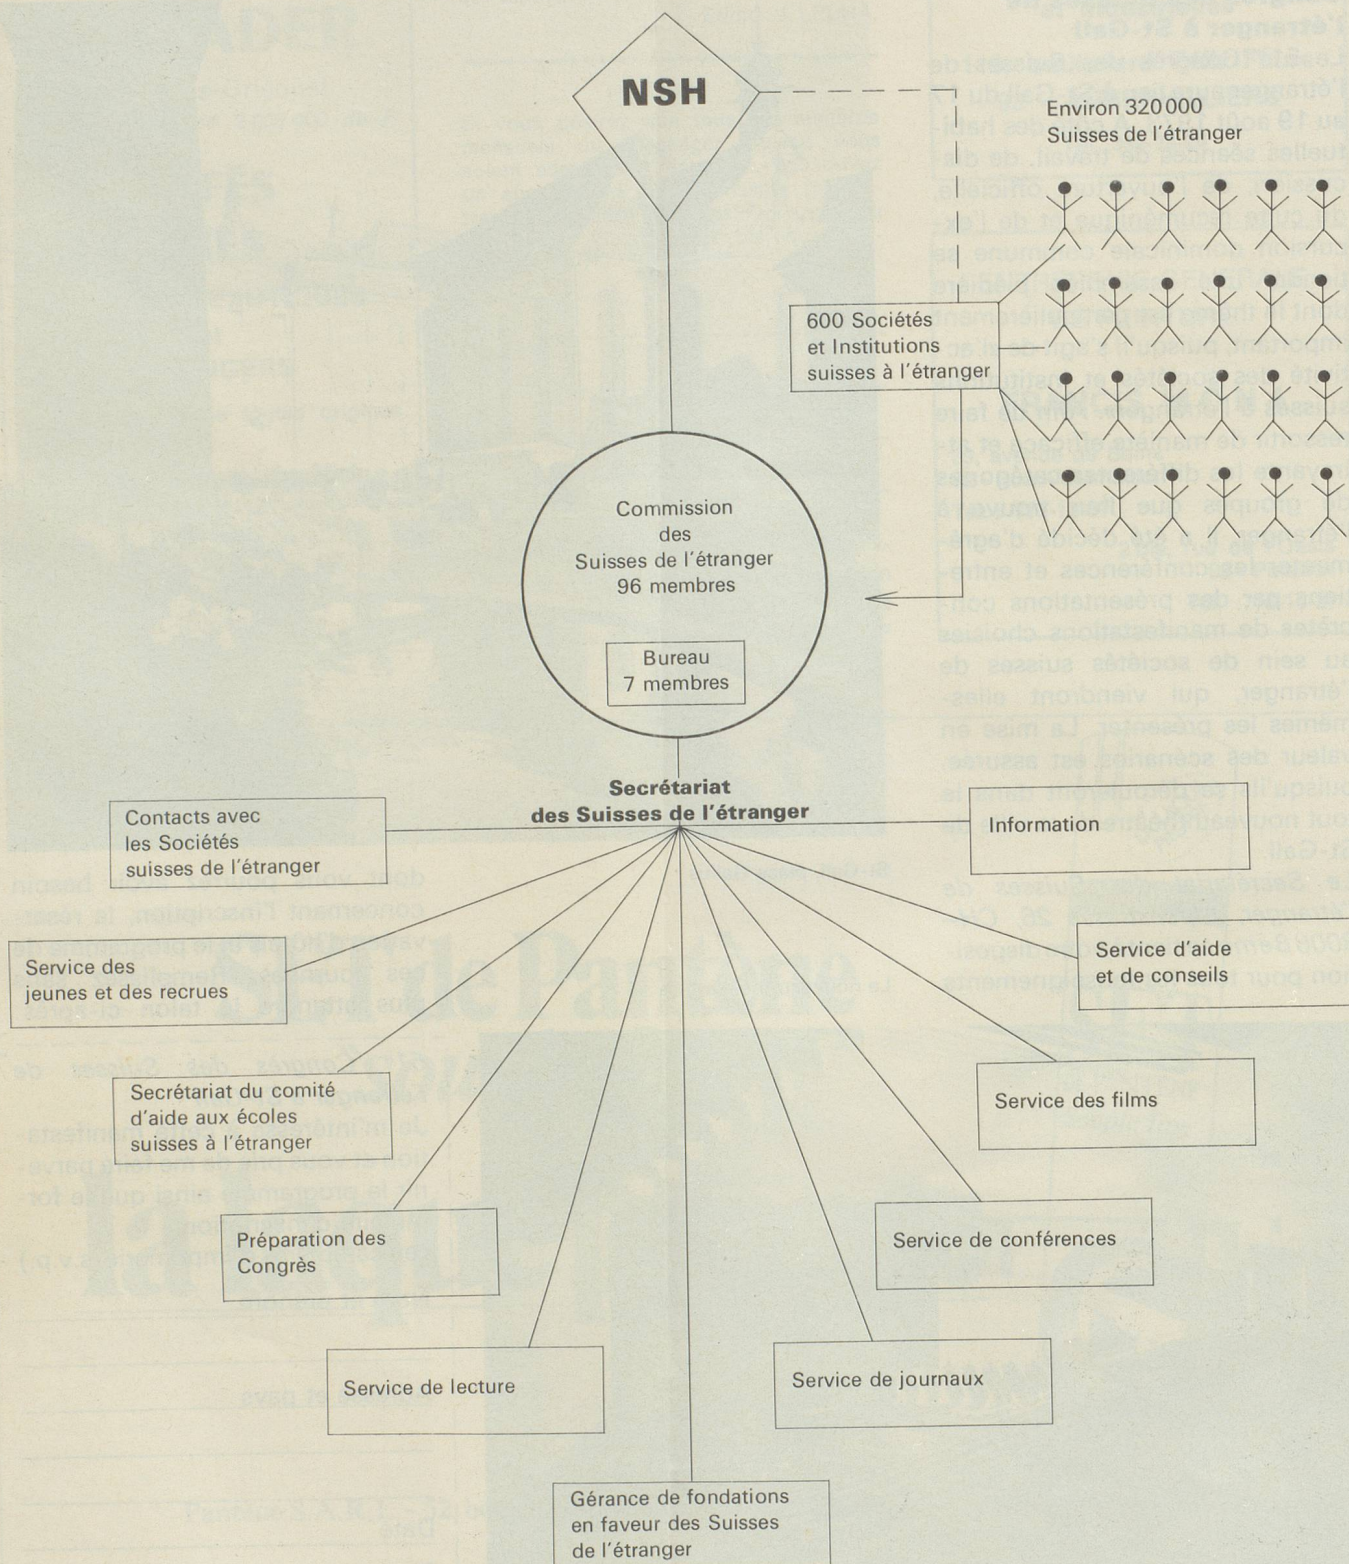 NSH
Environ 320000
Suisses de l'étranger
600 Sociétés
et Institutions
suisses à l'étranger
Commission
des
Suisses de l'étranger
96 membres
Bureau
7 membres
Secrétariat
des Suisses de l'étranger
Contacts avec
les Sociétés
suisses de l'étranger
Information
Service des
jeunes et des recrues
Service d'aide
et de conseils
Secrétariat du comité
d'aide aux écoles
suisses à l'étranger
Service des films
Préparation des
Congrès
Service de conférences
Service de lecture
Service de journaux
Gérance de fondations
en faveur des Suisses
de l'étranger